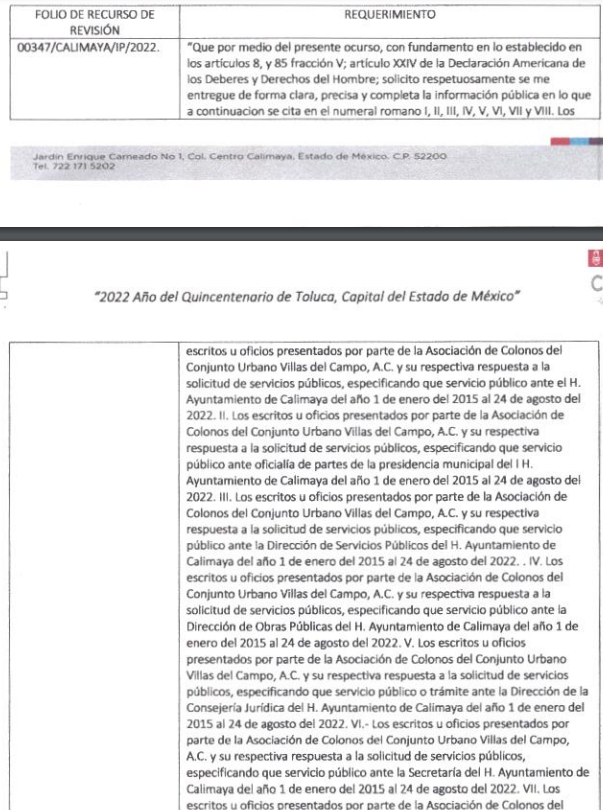 FOLIO DE RECURSO DE REVISIÓN
REQUERIMIENTO
00347/CALIMAYA/IP/2022.
"Que por medio del presente ocurso, con fundamento en lo establecido en
los artículos 8, y 85 fracción V; artículo XXIV de la Declaración Americana de
los Deberes y Derechos del Hombre; solicito respetuosamente se me
entregue de forma clara, precisa y completa la información pública en lo que
a continuacion se cita en el numeral romano I, II, III, IV, V, VI, VII y VIII. Los
Jardín Enrique Carneado No 1, Col. Centro Calimaya, Estado de México. C.P. 52200
Tel. 722 171 5202
"2022 Año del Quincentenario de Toluca, Capital del Estado de México"
escritos u oficios presentados por parte de la Asociación de Colonos del
Conjunto Urbano Villas del Campo, A.C. y su respectiva respuesta a la
solicitud de servicios públicos, especificando que servicio público ante el H.
Ayuntamiento de Calimaya del año 1 de enero del 2015 al 24 de agosto del
2022. II. Los escritos u oficios presentados por parte de la Asociación de
Colonos del Conjunto Urbano Villas del Campo, A.C. y su respectiva
respuesta a la solicitud de servicios públicos, especificando que servicio
público ante oficialía de partes de la presidencia municipal del l H.
Ayuntamiento de Calimaya del año 1 de enero del 2015 al 24 de agosto del
2022. III. Los escritos u oficios presentados por parte de la Asociación de
Colonos del Conjunto Urbano Villas del Campo, A.C. y su respectiva
respuesta a la solicitud de servicios públicos, especificando que servicio
público ante la Dirección de Servicios Públicos del H. Ayuntamiento de
Calimaya del año 1 de enero del 2015 al 24 de agosto del 2022. . IV. Los
escritos u oficios presentados por parte de la Asociación de Colonos del
Conjunto Urbano Villas del Campo, A.C. y su respectiva respuesta a la
solicitud de servicios públicos, especificando que servicio público ante la
Dirección de Obras Públicas del H. Ayuntamiento de Calimaya del año 1 de
enero del 2015 al 24 de agosto del 2022. V. Los escritos u oficios
presentados por parte de la Asociación de Colonos del Conjunto Urbano
Villas del Campo, A.C. y su respectiva respuesta a la solicitud de servicios
públicos, especificando que servicio público o trámite ante la Dirección de la
Consejería Jurídica del H. Ayuntamiento de Calimaya del año 1 de enero del
2015 al 24 de agosto del 2022. VI.- Los escritos u oficios presentados por
parte de la Asociación de Colonos del Conjunto Urbano Villas del Campo,
A.C. y su respectiva respuesta a la solicitud de servicios públicos,
especificando que servicio público ante la Secretaría del H. Ayuntamiento de
Calimaya del año 1 de enero del 2015 al 24 de agosto del 2022. VII. Los
escritos u oficios presentados por parte de la Asociación de Colonos del